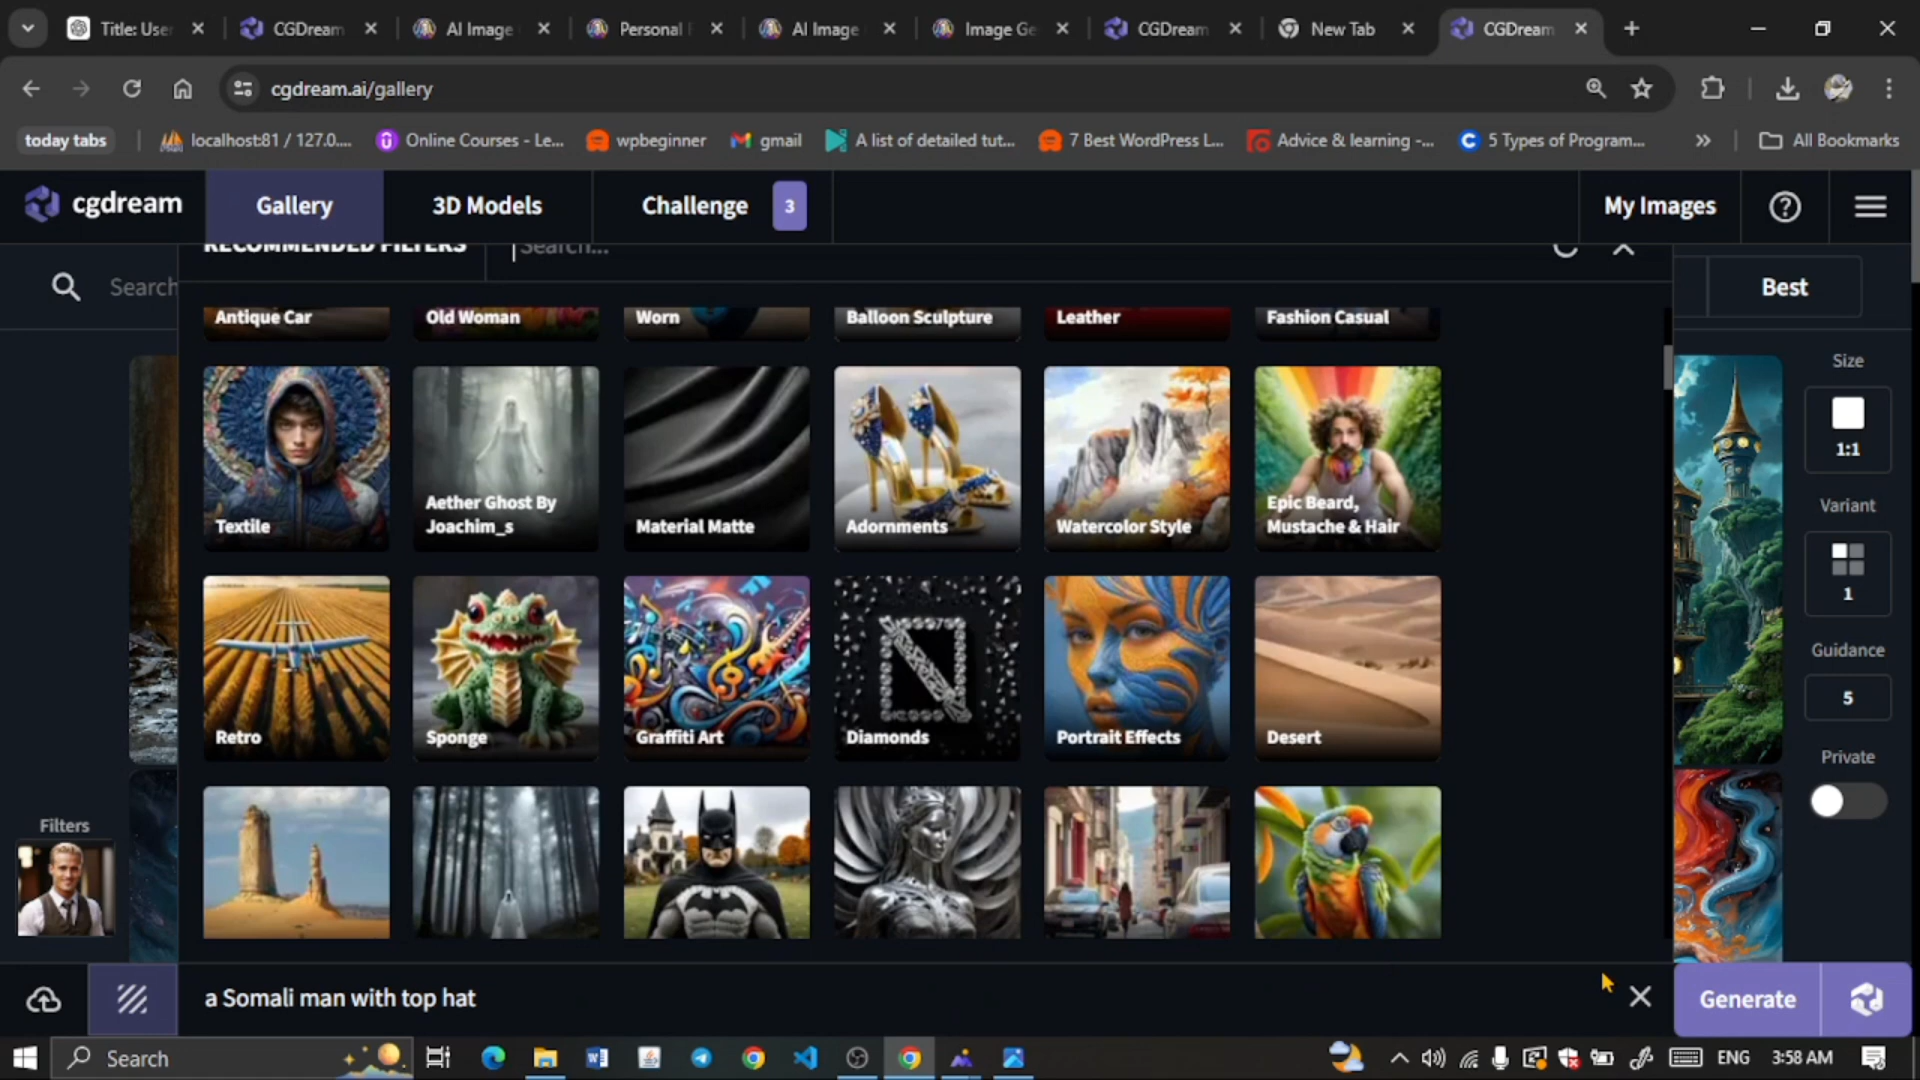 Title: User
CGDream
AI Image
Personal
AI Image
Image Ge
CGDream
New Tab
CGDream
cgdream.ai/gallery
today tabs
localhost:81 / 127.0....
Online Courses - Le...
wpbeginner
gmail
A list of detailed tut...
7 Best WordPress L...
Advice & learning -...
5 Types of Program...
All Bookmarks
cgdream
Gallery
3D Models
Challenge
3
My Images
RECOMMENDED FILTERS
Search...
Search
Best
Antique Car
Old Woman
Worn
Balloon Sculpture
Leather
Fashion Casual
Textile
Aether Ghost By
Joachim_s
Material Matte
Adornments
Watercolor Style
Epic Beard,
Mustache & Hair
Retro
Sponge
Graffiti Art
Diamonds
Portrait Effects
Desert
Size
1:1
Variant
1
Guidance
5
Private
Filters
a Somali man with top hat
Generate
Search
ENG
3:58 AM